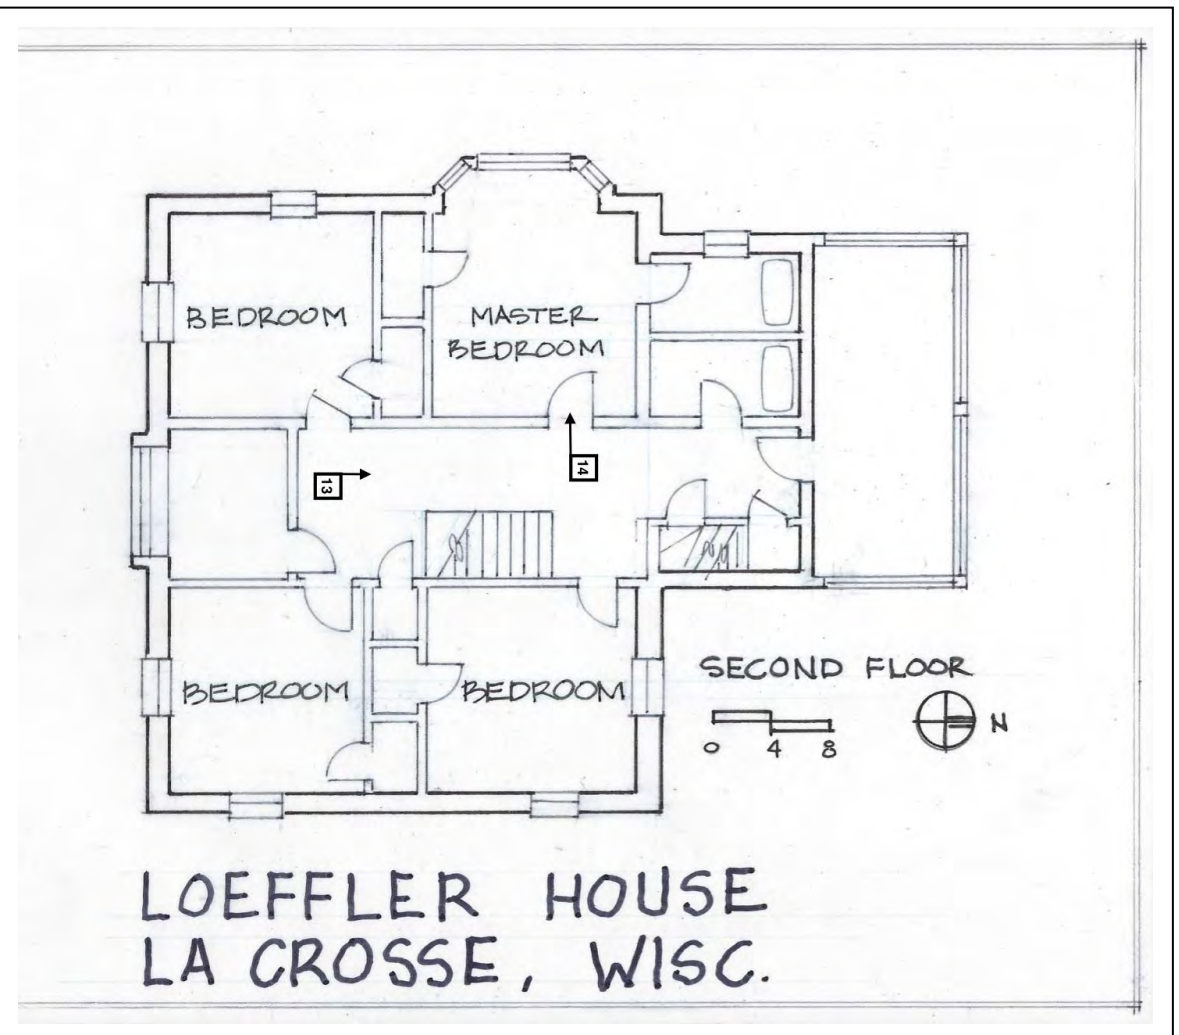 BEDROOM
MASTER
BEDROOM
13
14
BEDROOM
BEDROOM
SECOND FLOOR
0 4 8
N
LOEFFLER HOUSE
LA CROSSE, WISC.